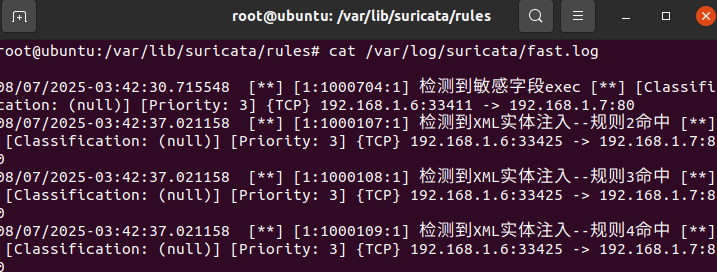 root@ubuntu: /var/lib/suricata/rules
root@ubuntu:/var/lib/suricata/rules# cat /var/log/suricata/fast.log
08/07/2025-03:42:30.715548  [**] [1:1000704:1] 检测到敏感字段exec [**] [Classifi
cation: (null)] [Priority: 3] {TCP} 192.168.1.6:33411 -> 192.168.1.7:80
08/07/2025-03:42:37.021158  [**] [1:1000107:1] 检测到XML实体注入--规则2命中 [**]
 [Classification: (null)] [Priority: 3] {TCP} 192.168.1.6:33425 -> 192.168.1.7:8
0
08/07/2025-03:42:37.021158  [**] [1:1000108:1] 检测到XML实体注入--规则3命中 [**]
 [Classification: (null)] [Priority: 3] {TCP} 192.168.1.6:33425 -> 192.168.1.7:8
0
08/07/2025-03:42:37.021158  [**] [1:1000109:1] 检测到XML实体注入--规则4命中 [**]
 [Classification: (null)] [Priority: 3] {TCP} 192.168.1.6:33425 -> 192.168.1.7:8
0